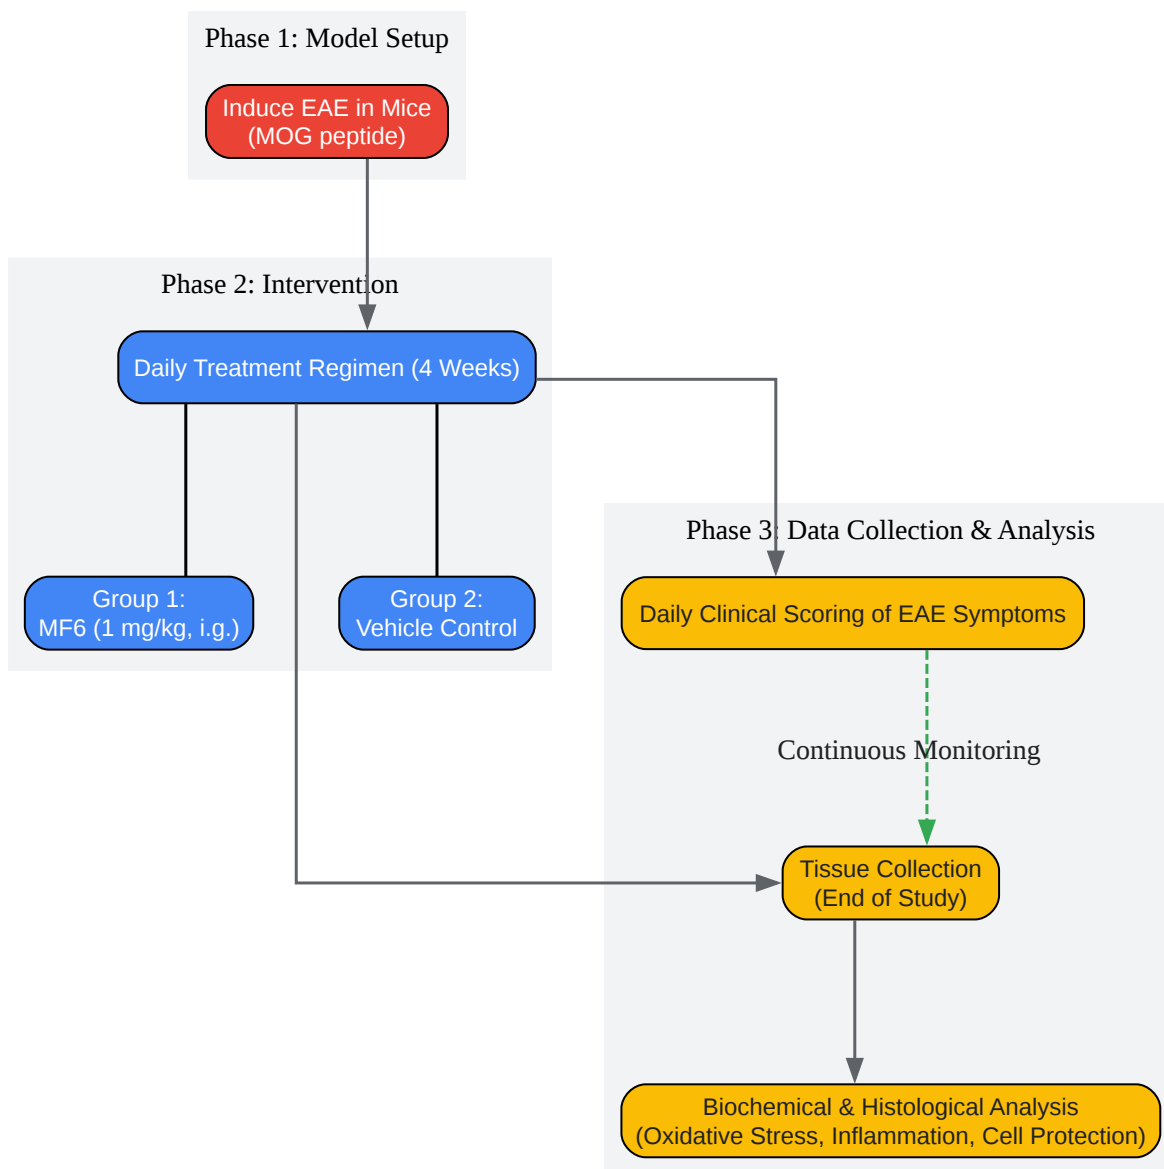 Phase 1: Model Setup
Induce EAE in Mice
(MOG peptide)
Phase 2: Intervention
Daily Treatment Regimen (4 Weeks)
Group 1:
MF6 (1 mg/kg, i.g.)
Group 2:
Vehicle Control
Phase 3: Data Collection & Analysis
Daily Clinical Scoring of EAE Symptoms
Continuous Monitoring
Tissue Collection
(End of Study)
Biochemical & Histological Analysis
(Oxidative Stress, Inflammation, Cell Protection)